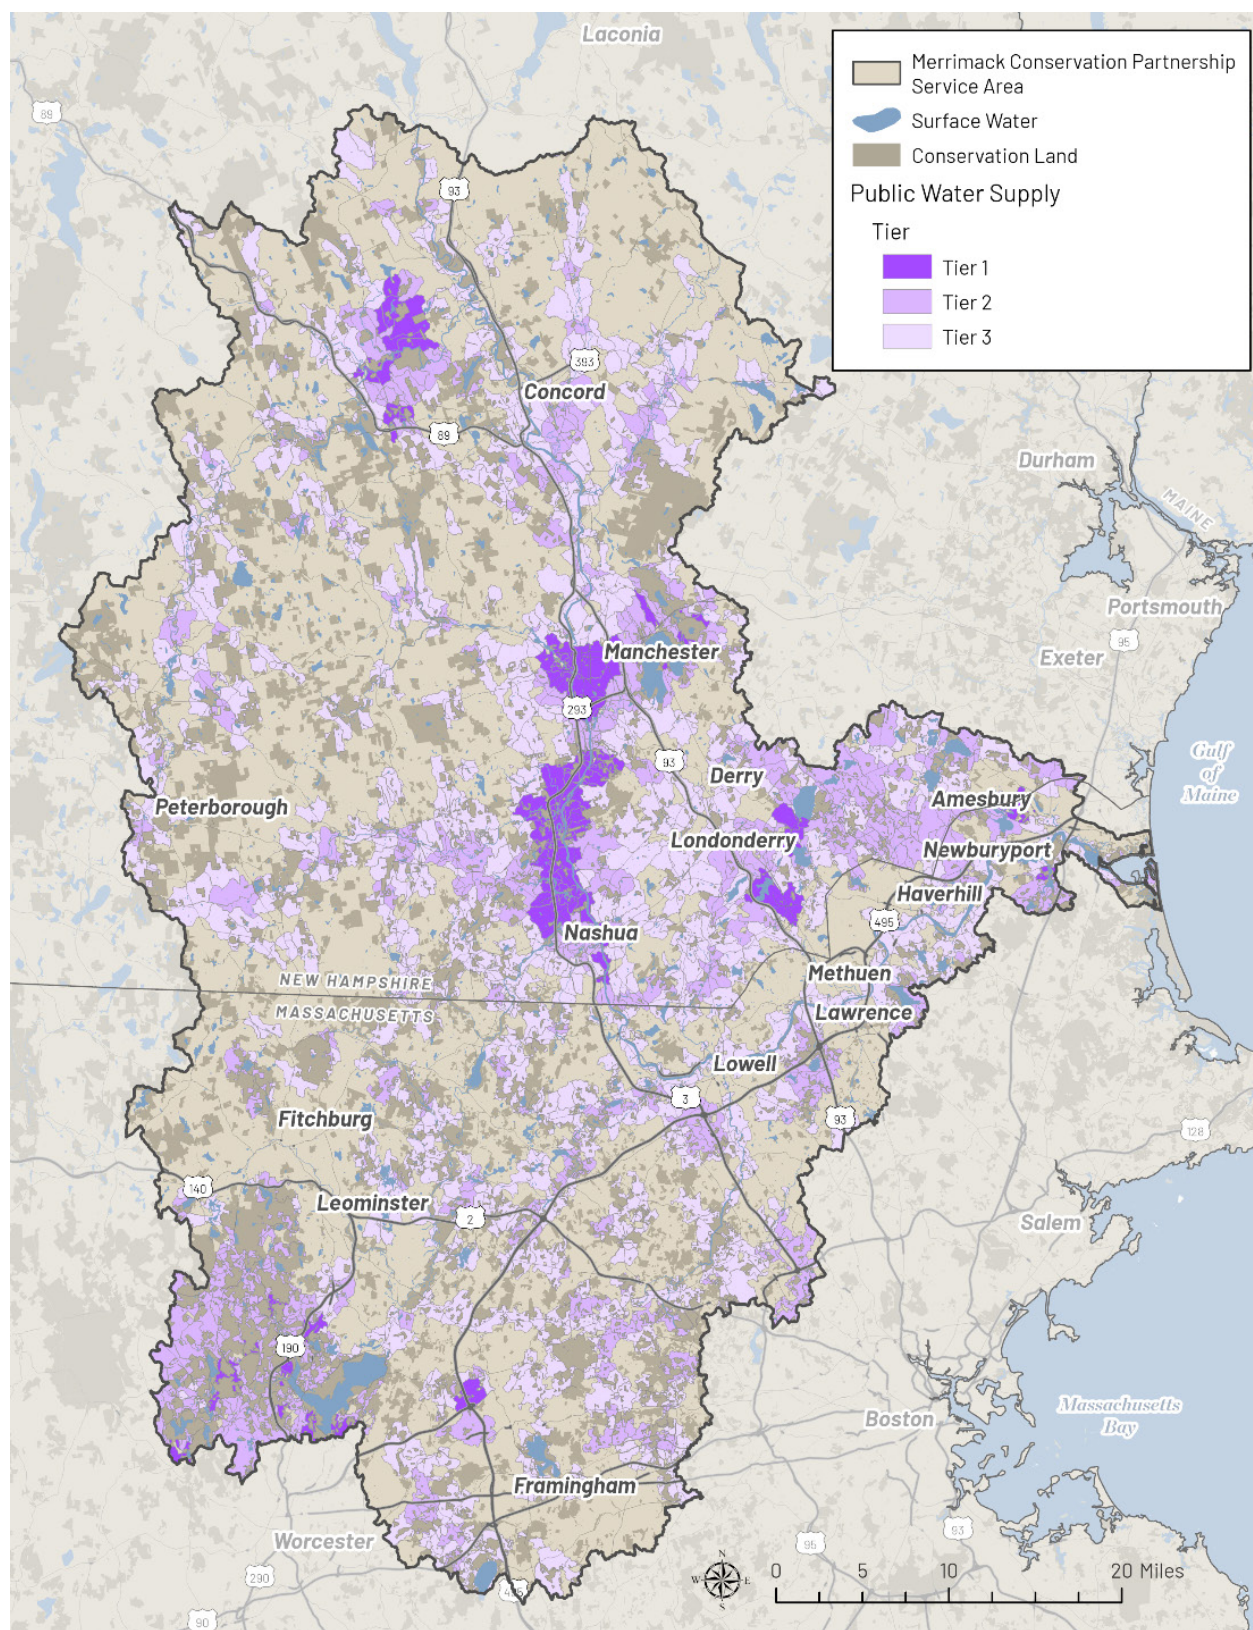 Laconia
Merrimack Conservation Partnership
Service Area
Surface Water
Conservation Land
Public Water Supply
Tier
Tier 1
Tier 2
Tier 3
89
93
393
Concord
89
Durham
MAINE
Portsmouth
95
Exeter
Manchester
293
93
Gulf
of
Maine
Derry
Peterborough
Amesbury
Londonderry
Newburyport
Haverhill
495
Nashua
NEW HAMPSHIRE
MASSACHUSETTS
Methuen
Lawrence
Lowell
3
Fitchburg
93
128
140
Leominster
2
Salem
190
Boston
Massachusetts
Bay
Framingham
Worcester
95
93
290
495
90
N
W
E
S
0 5 10 20 Miles